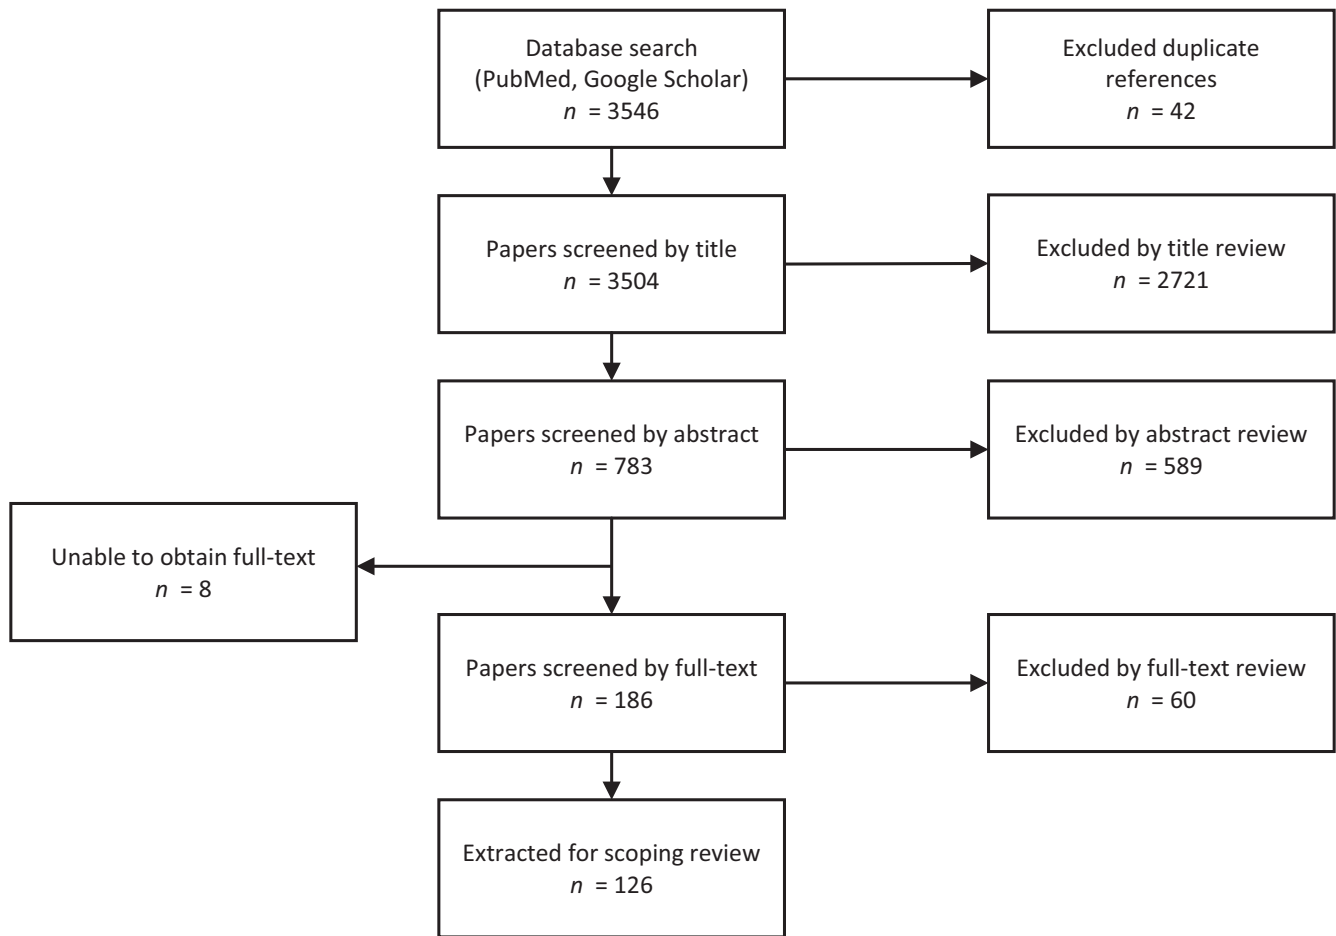 Database search
(PubMed, Google Scholar)
n = 3546
Excluded duplicate
references
n = 42
Papers screened by title
n = 3504
Excluded by title review
n = 2721
Papers screened by abstract
n = 783
Excluded by abstract review
n = 589
Unable to obtain full-text
n = 8
Papers screened by full-text
n = 186
Excluded by full-text review
n = 60
Extracted for scoping review
n = 126